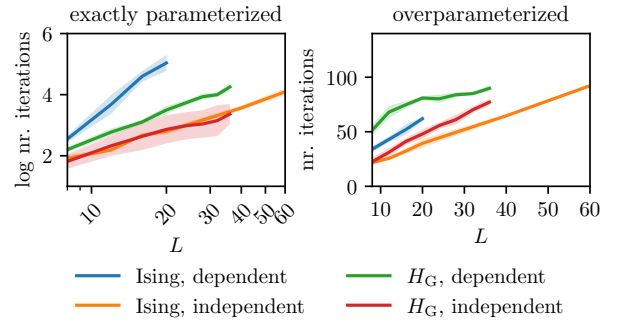 exactly parameterized
overparameterized
log nr. iterations
6
4
2
10
20
30
40
50
60
L
nr. iterations
100
50
0
10
20
30
40
50
60
L
Ising, dependent
Ising, independent
H_G, dependent
H_G, independent